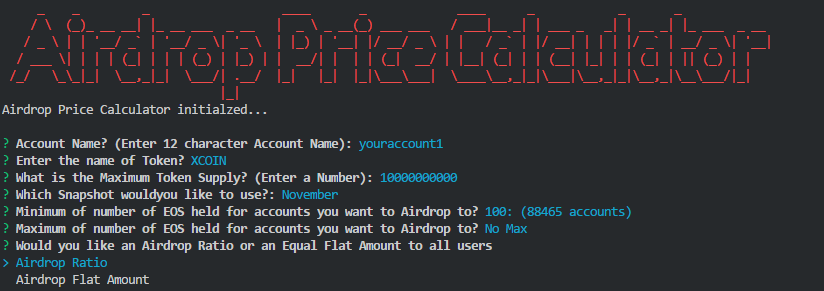 Airdrop Price Calculator
Airdrop Price Calculator initialzed...
? Account Name? (Enter 12 character Account Name): youraccount1
? Enter the name of Token? XCOIN
? What is the Maximum Token Supply? (Enter a Number): 10000000000
? Which Snapshot wouldyou like to use?: November
? Minimum of number of EOS held for accounts you want to Airdrop to? 100: (88465 accounts)
? Maximum of number of EOS held for accounts you want to Airdrop to? No Max
? Would you like an Airdrop Ratio or an Equal Flat Amount to all users
> Airdrop Ratio
Airdrop Flat Amount